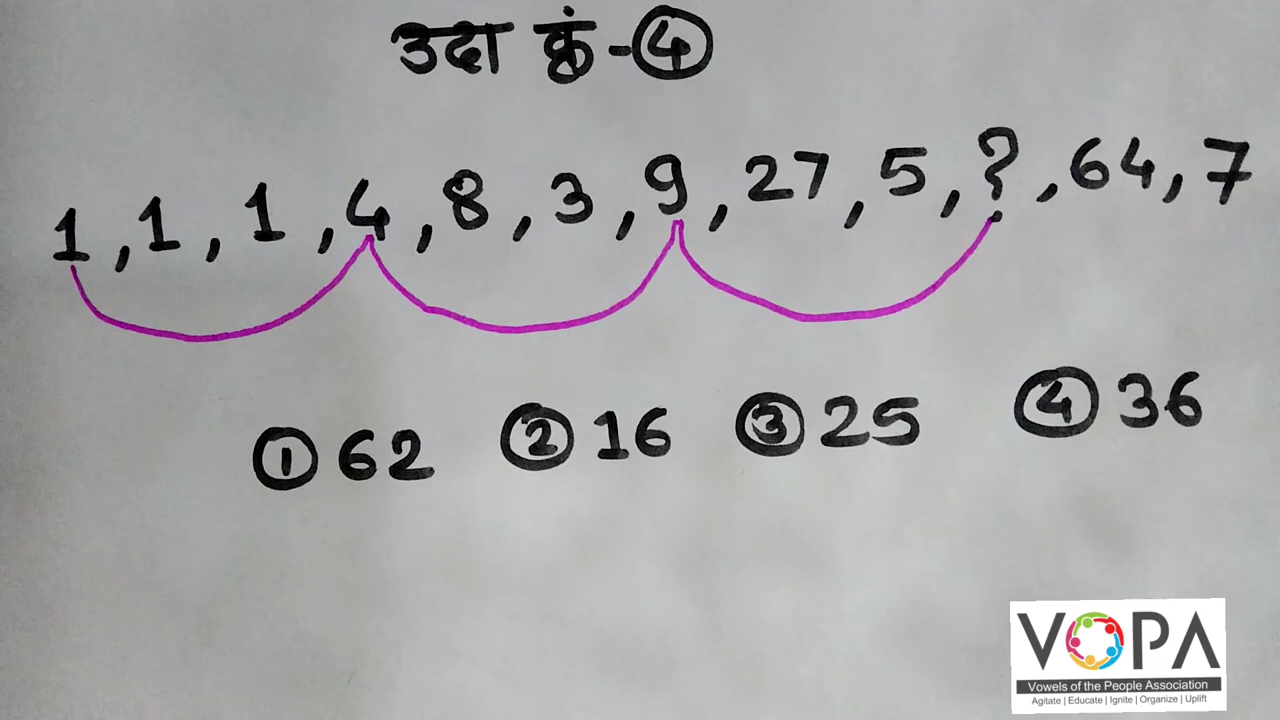 उदा क्रं-④
1, 1, 1, 4, 8, 3, 9, 27, 5, ?, 64, 7
① 62 ② 16 ③ 25 ④ 36
VOPA
Vowels of the People Association
Agitate | Educate | Ignite | Organize | Uplift